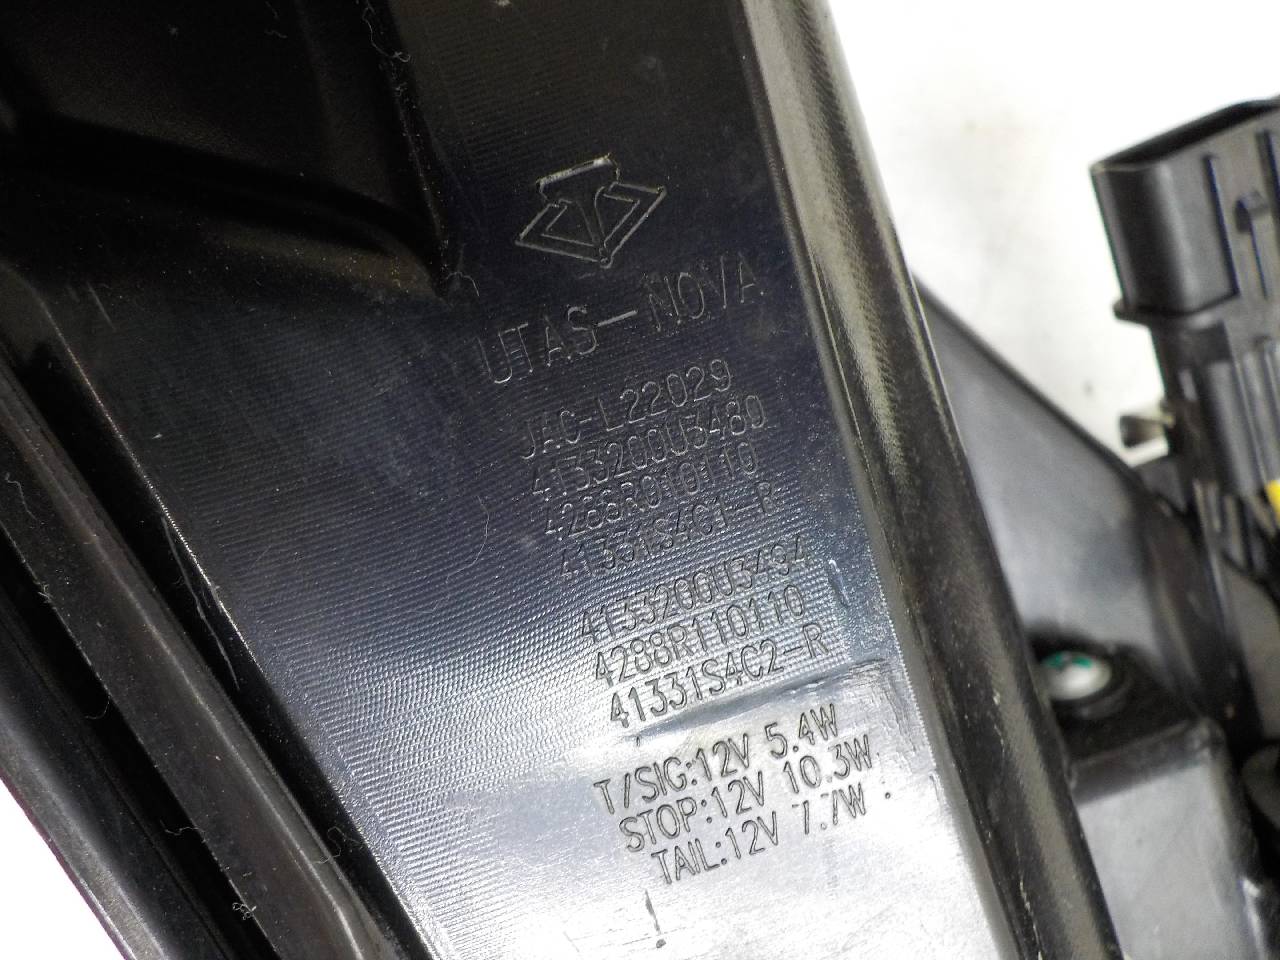 UTAS-NOVA
JAC-L22029
4133200U3480
4288R010110
41331S4C1-R
4133200U3494
4288R110110
41331S4C2-R
T/SIG:12V 5.4W
STOP:12V 10.3W
TAIL:12V 7.7W